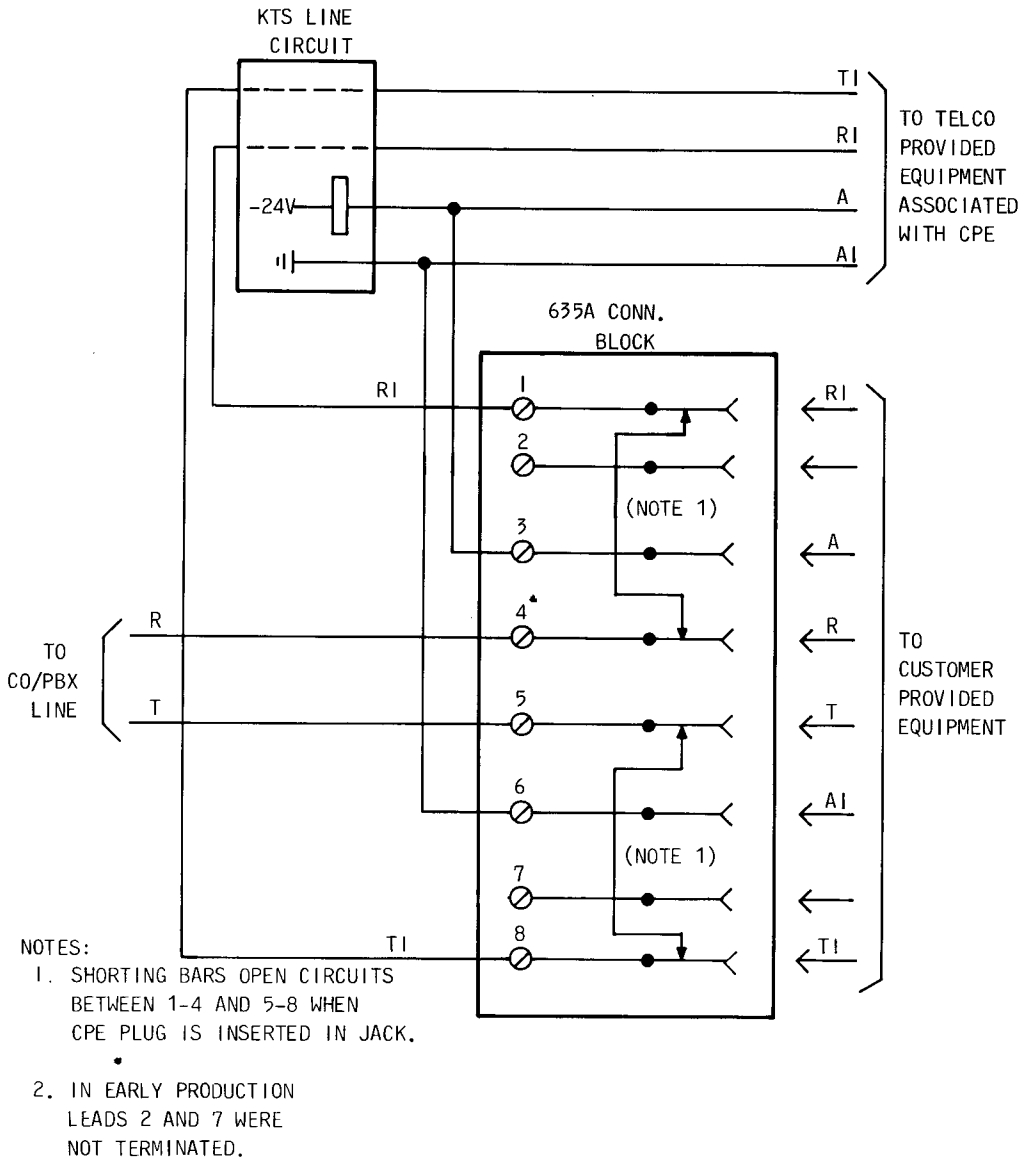 KTS LINE
CIRCUIT
T1
R1
-24V
A
A1
TO TELCO
PROVIDED
EQUIPMENT
ASSOCIATED
WITH CPE
635A CONN.
BLOCK
R1
1
R1
2
(NOTE 1)
3
A
R
4
R
TO
CO/PBX
LINE
T
5
T
TO
CUSTOMER
PROVIDED
EQUIPMENT
6
A1
(NOTE 1)
7
T1
8
T1
NOTES:
1. SHORTING BARS OPEN CIRCUITS
BETWEEN 1-4 AND 5-8 WHEN
CPE PLUG IS INSERTED IN JACK.
2. IN EARLY PRODUCTION
LEADS 2 AND 7 WERE
NOT TERMINATED.